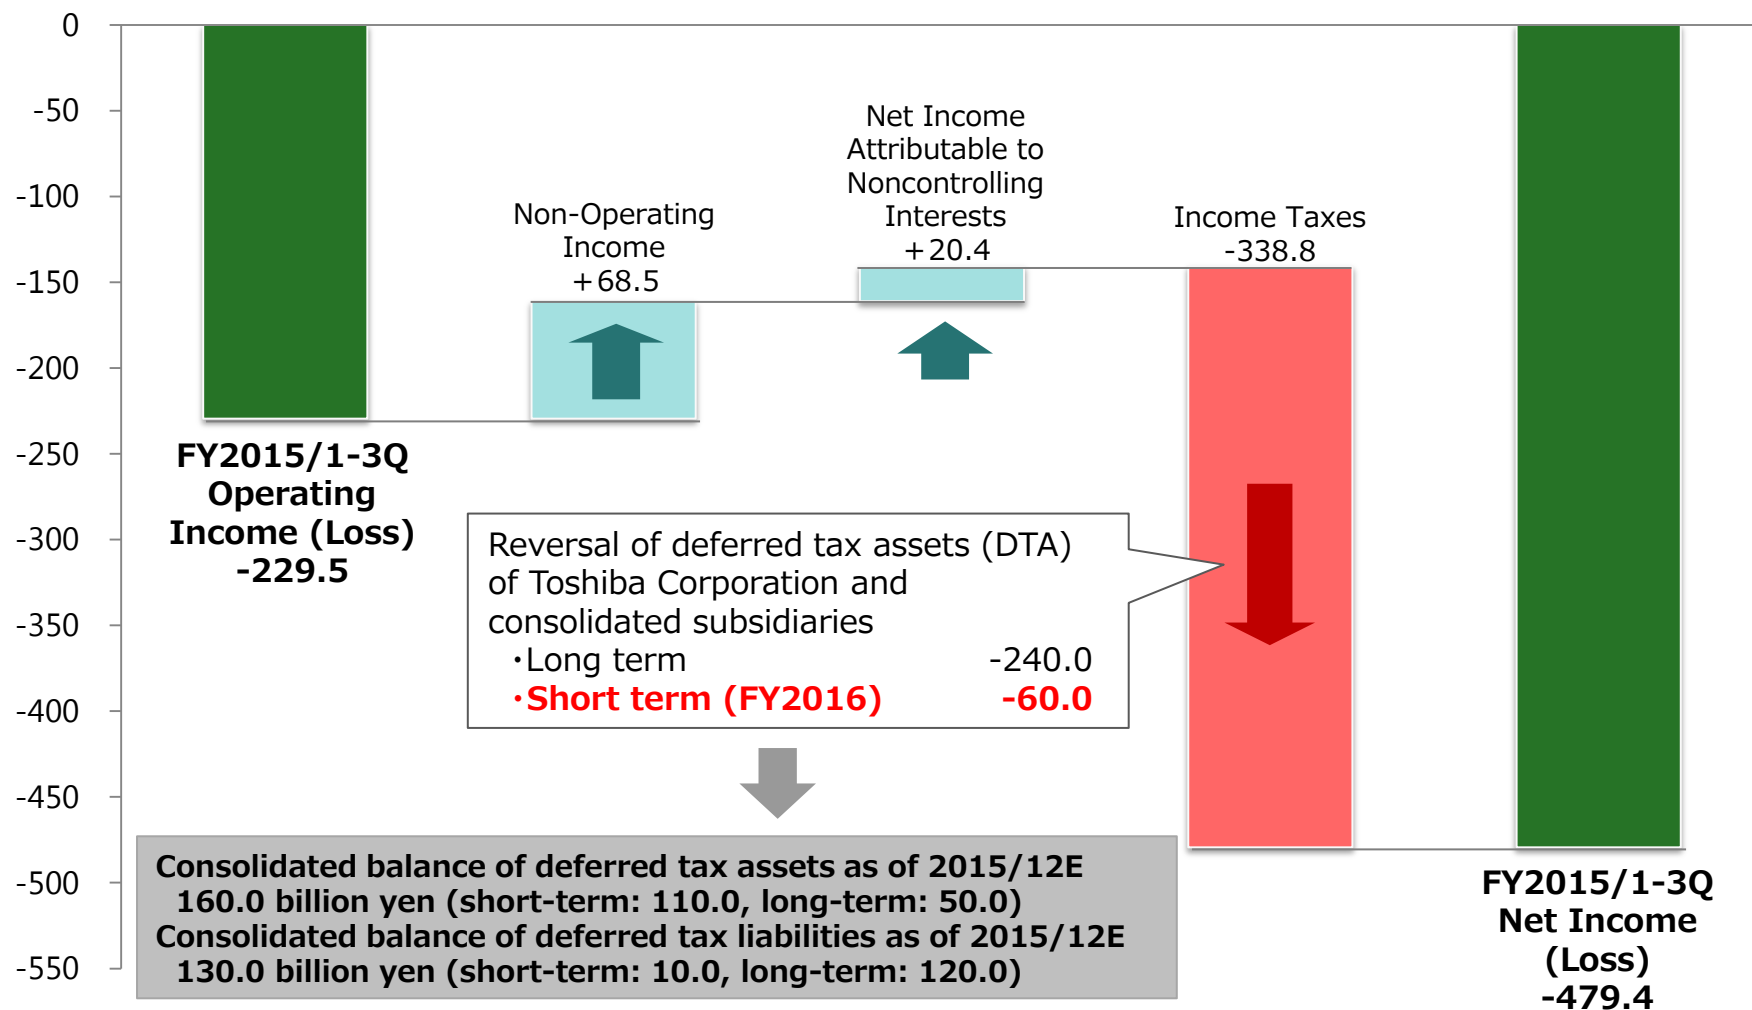 0
-50
-100
-150
-200
-250
-300
-350
-400
-450
-500
-550
FY2015/1-3Q
Operating
Income (Loss)
-229.5
Non-Operating
Income
+68.5
Net Income
Attributable to
Noncontrolling
Interests
+20.4
Income Taxes
-338.8
Reversal of deferred tax assets (DTA)
of Toshiba Corporation and
consolidated subsidiaries
・Long term -240.0
・Short term (FY2016) -60.0
Consolidated balance of deferred tax assets as of 2015/12E
160.0 billion yen (short-term: 110.0, long-term: 50.0)
Consolidated balance of deferred tax liabilities as of 2015/12E
130.0 billion yen (short-term: 10.0, long-term: 120.0)
FY2015/1-3Q
Net Income
(Loss)
-479.4